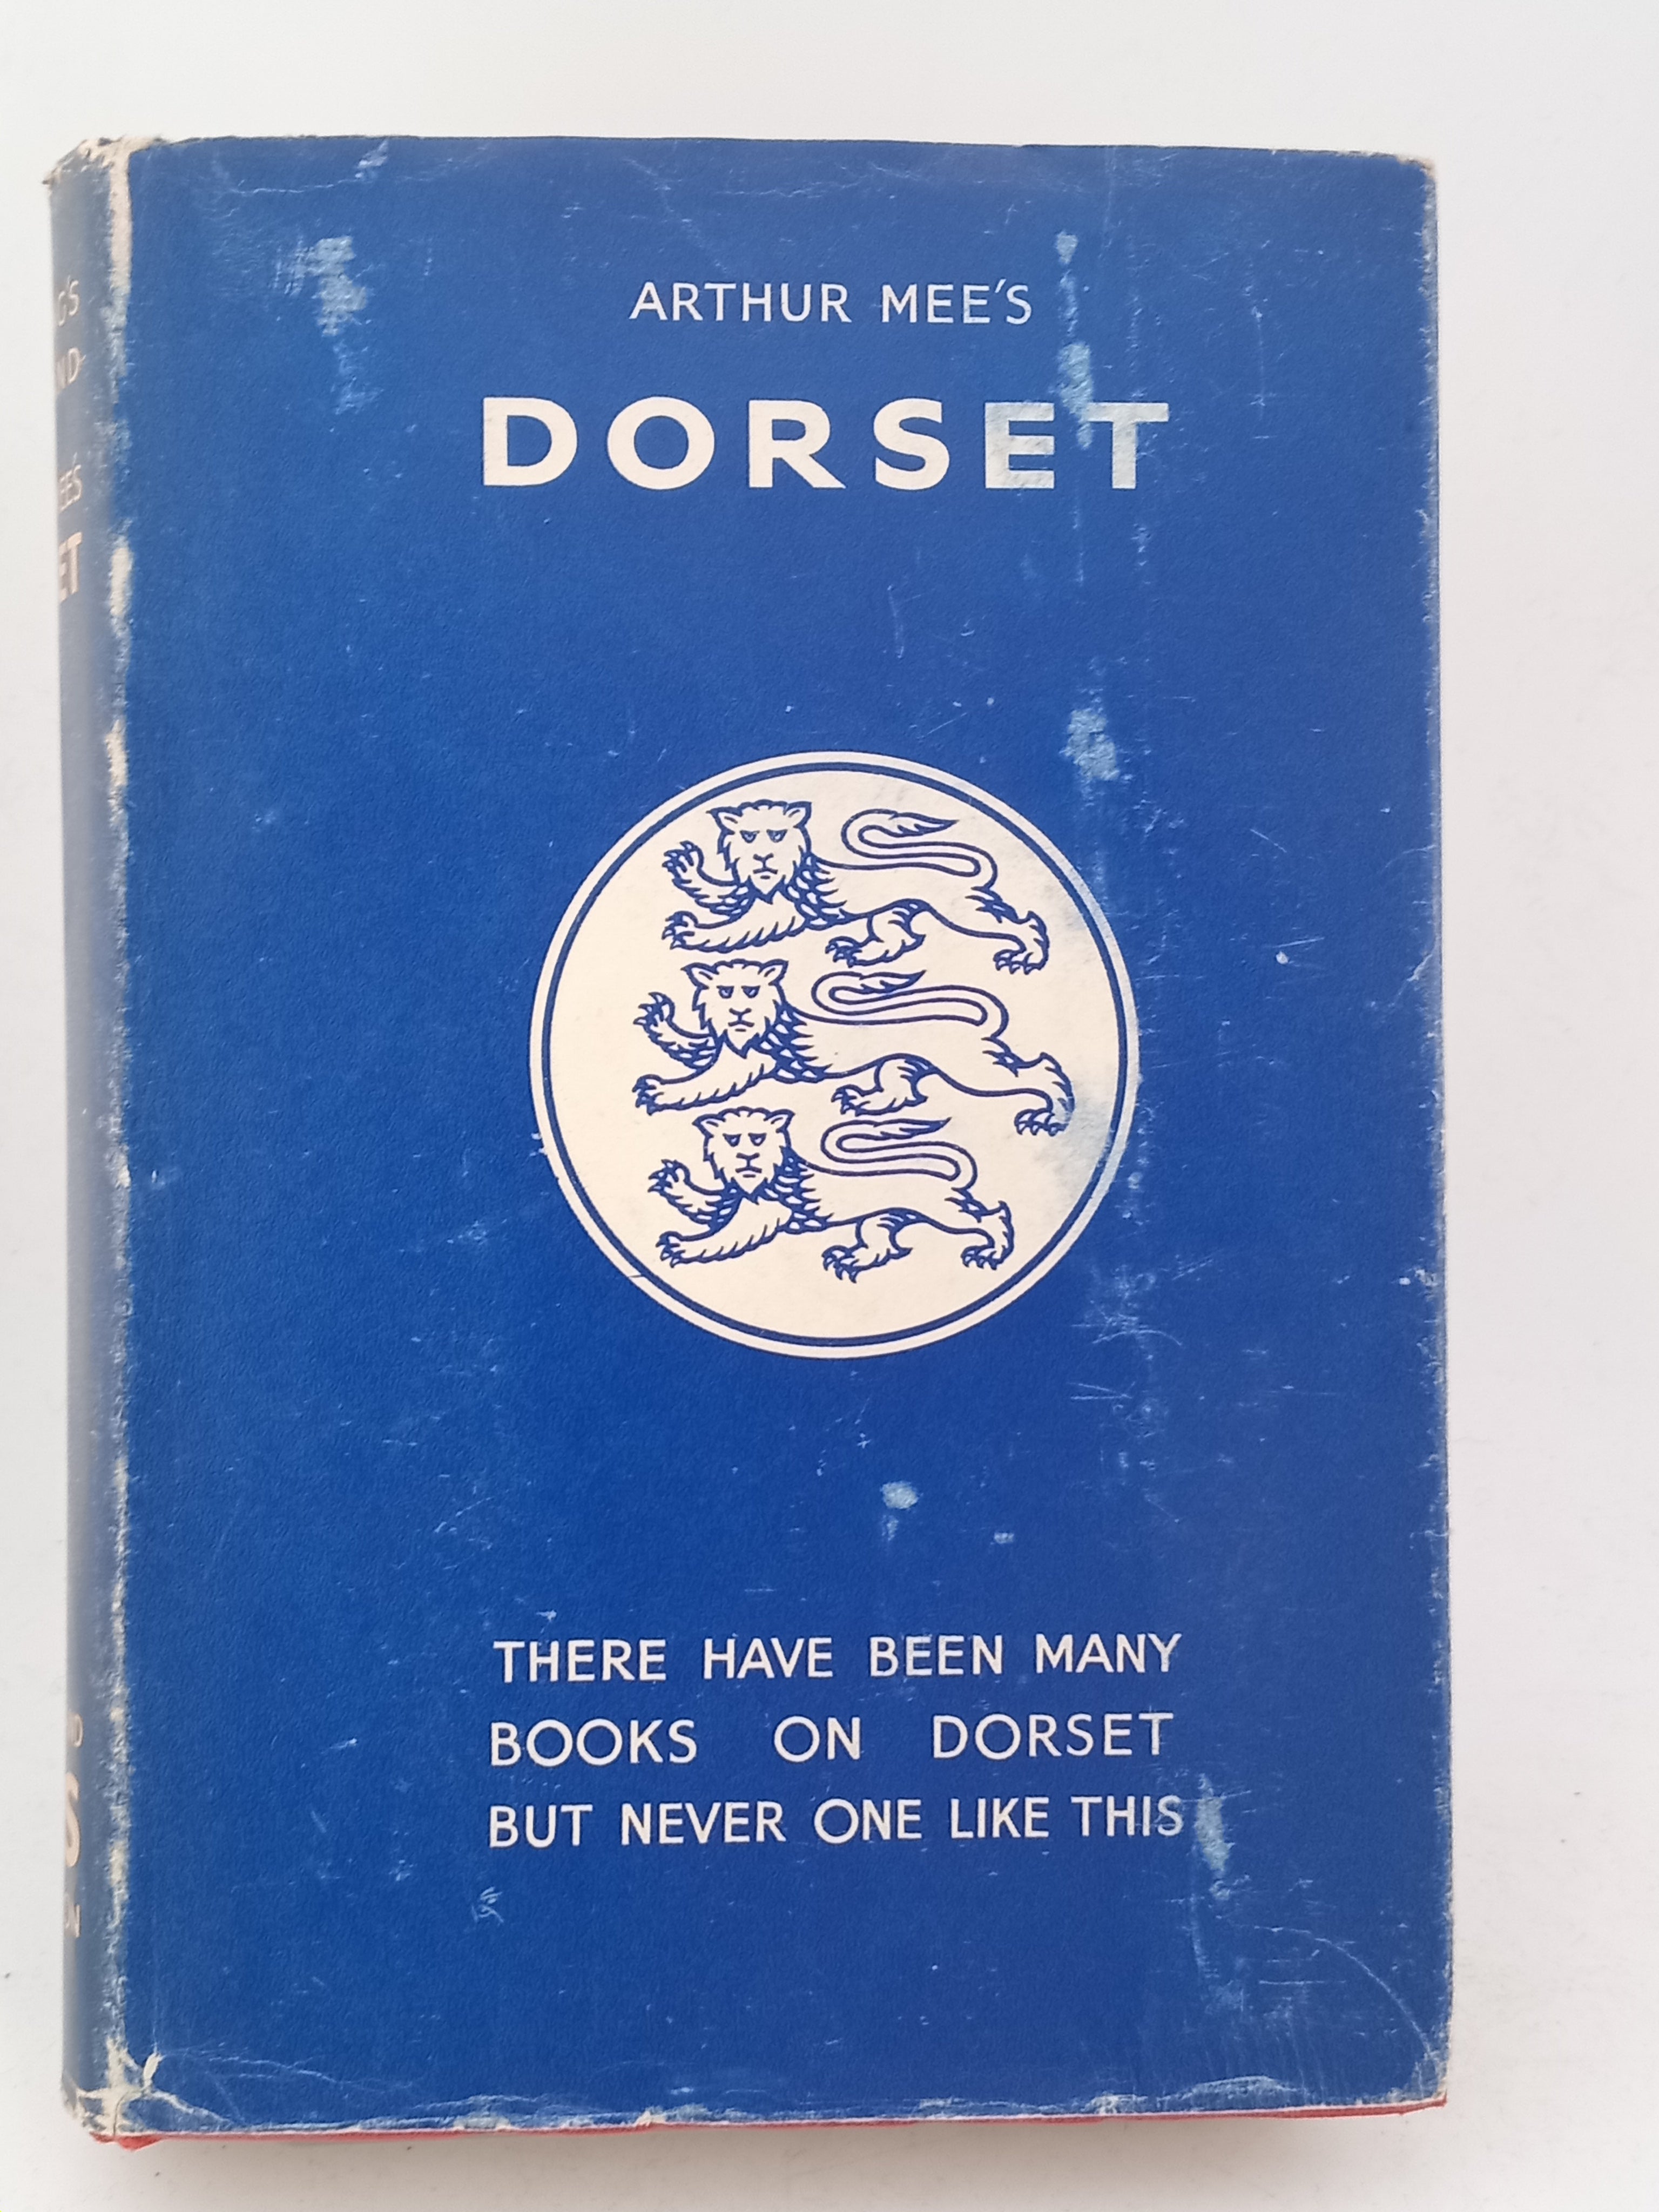 ARTHUR MEE'S
DORSET
THERE HAVE BEEN MANY
BOOKS ON DORSET
BUT NEVER ONE LIKE THIS